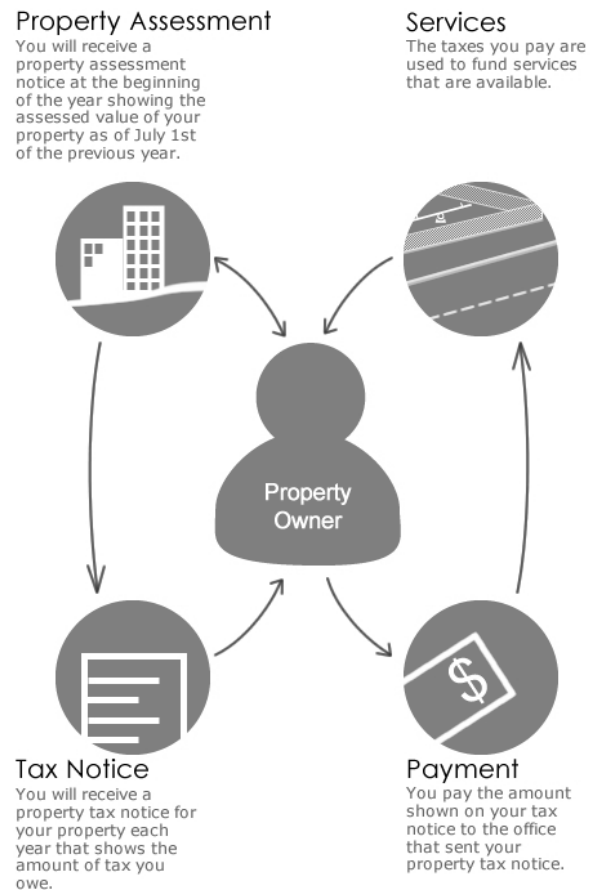 Property Assessment
You will receive a
property assessment
notice at the beginning
of the year showing the
assessed value of your
property as of July 1st
of the previous year.
Services
The taxes you pay are
used to fund services
that are available.
Property
Owner
$
Tax Notice
You will receive a
property tax notice for
your property each
year that shows the
amount of tax you
owe.
Payment
You pay the amount
shown on your tax
notice to the office
that sent your
property tax notice.